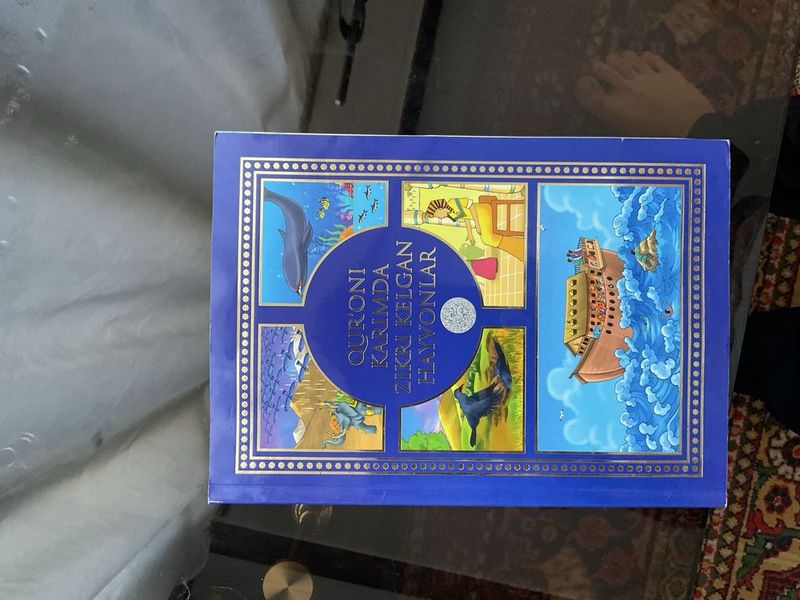 QUR'ONI
KARIMDA
ZIKRI KELGAN
HAYVONLAR